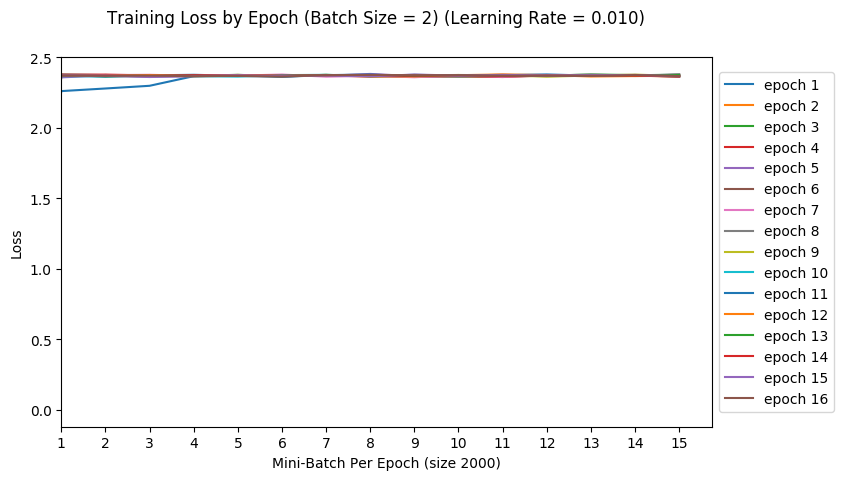 Training Loss by Epoch (Batch Size = 2) (Learning Rate = 0.010)
2.5
2.0
1.5
1.0
0.5
0.0
Loss
1 2 3 4 5 6 7 8 9 10 11 12 13 14 15
Mini-Batch Per Epoch (size 2000)
epoch 1
epoch 2
epoch 3
epoch 4
epoch 5
epoch 6
epoch 7
epoch 8
epoch 9
epoch 10
epoch 11
epoch 12
epoch 13
epoch 14
epoch 15
epoch 16